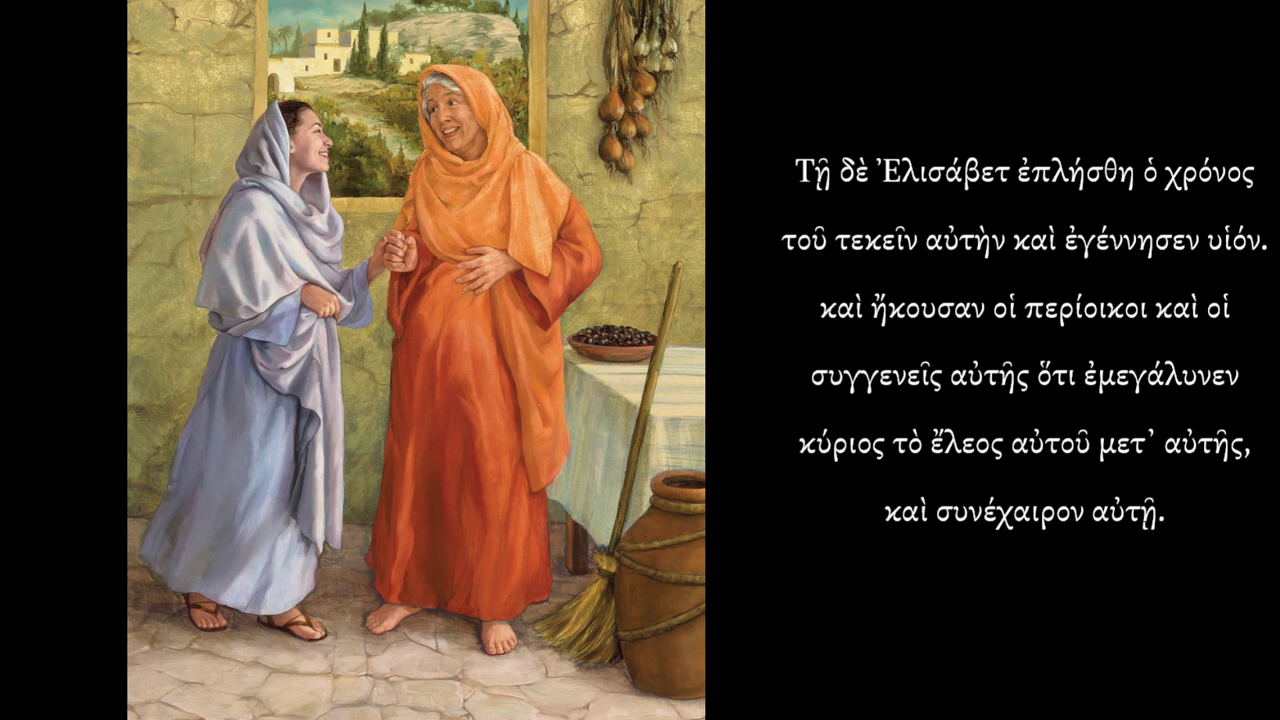 Τῇ δὲ Ἐλισάβετ ἐπλήσθη ὁ χρόνος
τοῦ τεκεῖν αὐτὴν καὶ ἐγέννησεν υἱόν.
καὶ ἤκουσαν οἱ περίοικοι καὶ οἱ
συγγενεῖς αὐτῆς ὅτι ἐμεγάλυνεν
κύριος τὸ ἔλεος αὐτοῦ μετ’ αὐτῆς,
καὶ συνέχαιρον αὐτῇ.